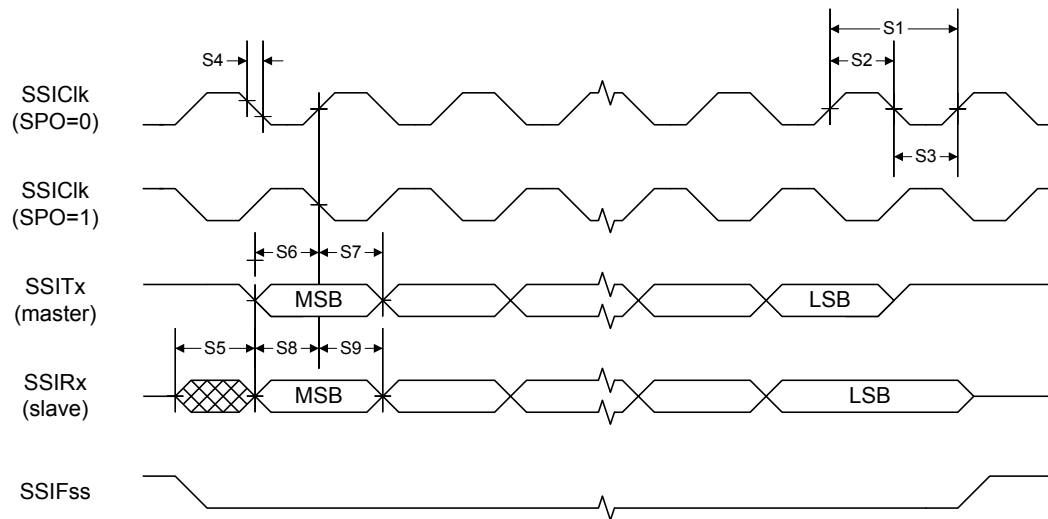 S1
S4
S2
SSIClk
(SPO=0)
S3
SSIClk
(SPO=1)
S6
S7
SSITx
(master)
MSB
LSB
S5
S8
S9
SSIRx
(slave)
MSB
LSB
SSIFss